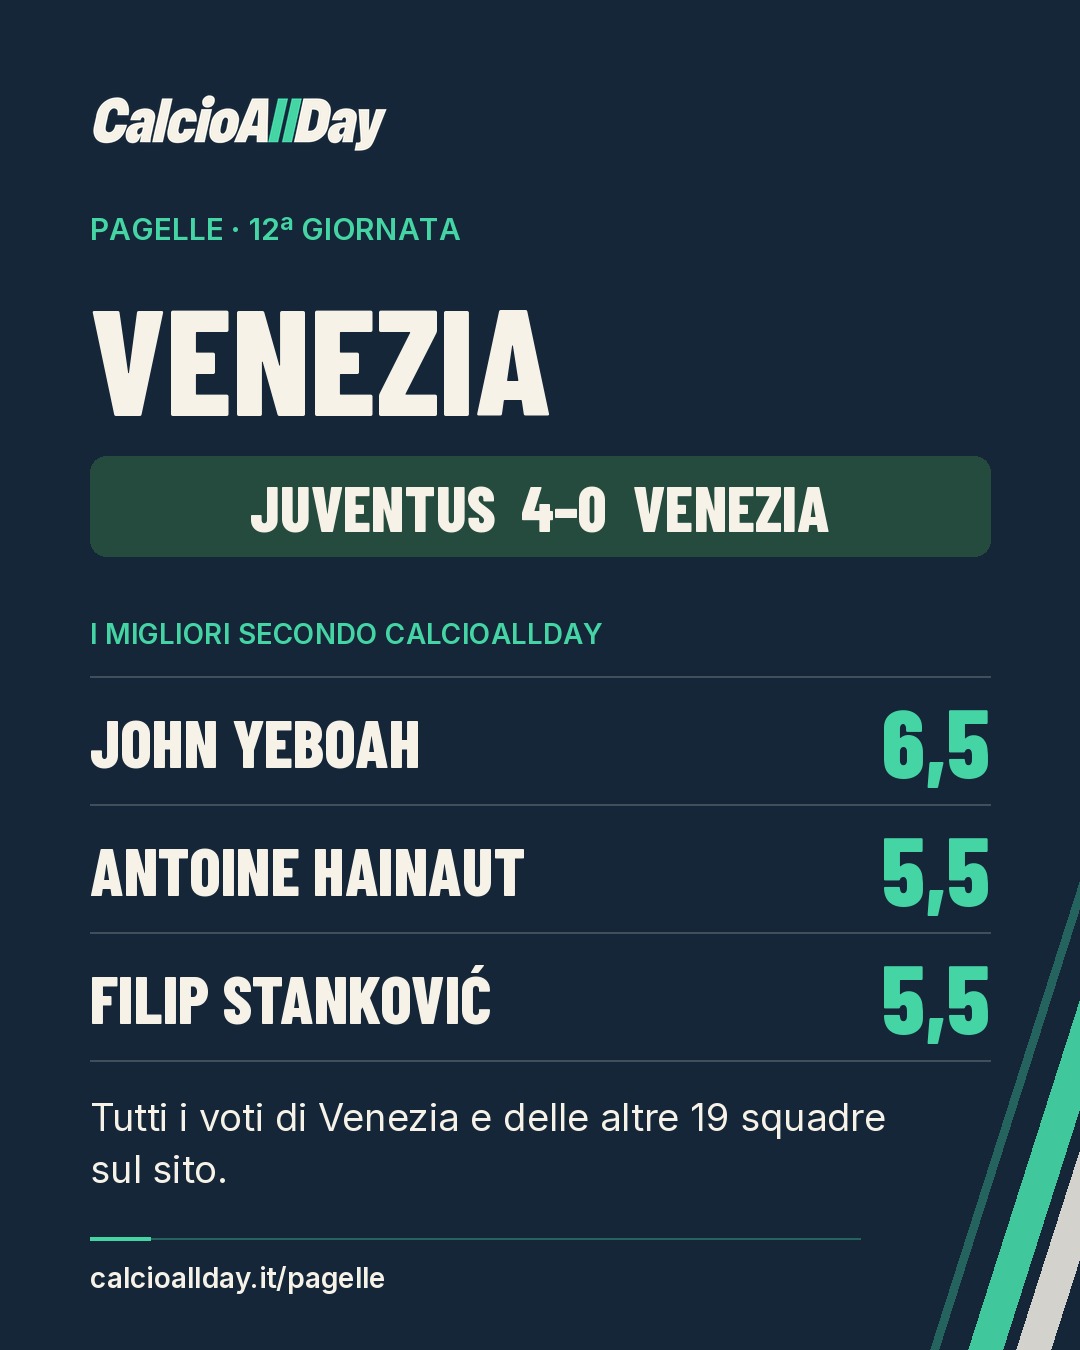 CalcioAllDay
PAGELLE · 12ª GIORNATA
VENEZIA
JUVENTUS 4–0 VENEZIA
I MIGLIORI SECONDO CALCIOALLDAY
JOHN YEBOAH 6,5
ANTOINE HAINAUT 5,5
FILIP STANKOVIĆ 5,5
Tutti i voti di Venezia e delle altre 19 squadre
sul sito.
calcioallday.it/pagelle